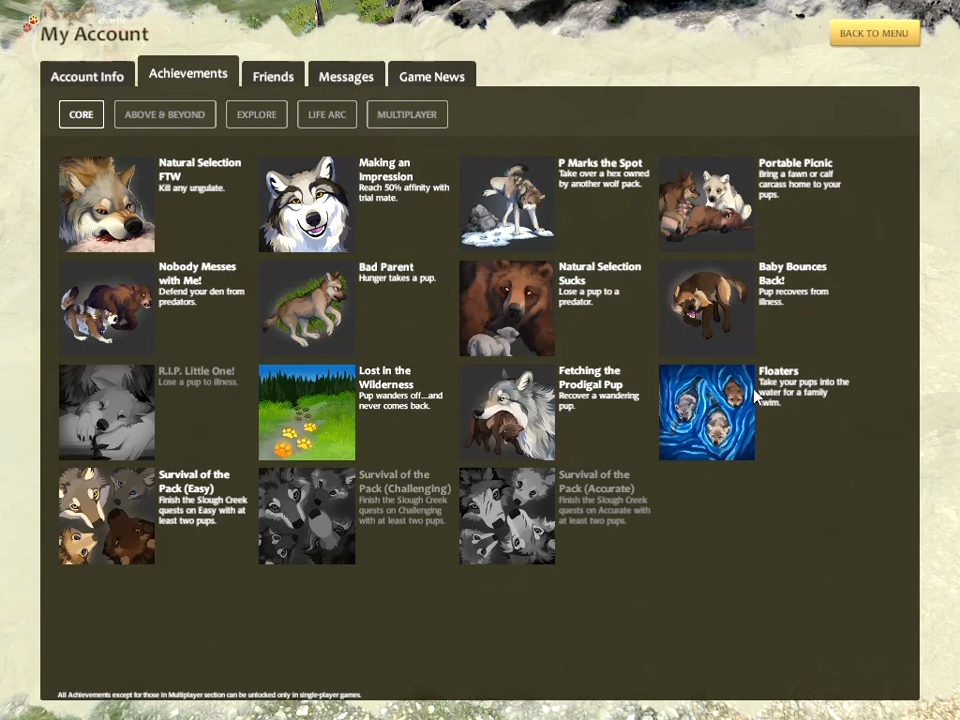 charlie
My Account
BACK TO MENU
Account Info
Achievements
Friends
Messages
Game News
CORE
ABOVE & BEYOND
EXPLORE
LIFE ARC
MULTIPLAYER
Natural Selection
FTW
Kill any ungulate.
Making an
Impression
Reach 50% affinity with
trial mate.
P Marks the Spot
Take over a hex owned
by another wolf pack.
Portable Picnic
Bring a fawn or calf
carcass home to your
pups.
Nobody Messes
with Me!
Defend your den from
predators.
Bad Parent
Hunger takes a pup.
Natural Selection
Sucks
Lose a pup to a
predator.
Baby Bounces
Back!
Pup recovers from
illness.
R.I.P. Little One!
Lose a pup to illness.
Lost in the
Wilderness
Pup wanders off...and
never comes back.
Fetching the
Prodigal Pup
Recover a wandering
pup.
Floaters
Take your pups into the
water for a family
swim.
Survival of the
Pack (Easy)
Finish the Slough Creek
quests on Easy with at
least two pups.
Survival of the
Pack (Challenging)
Finish the Slough Creek
quests on Challenging
with at least two pups.
Survival of the
Pack (Accurate)
Finish the Slough Creek
quests on Accurate with
at least two pups.
All Achievements except for those in Multiplayer section can be unlocked only in single-player games.